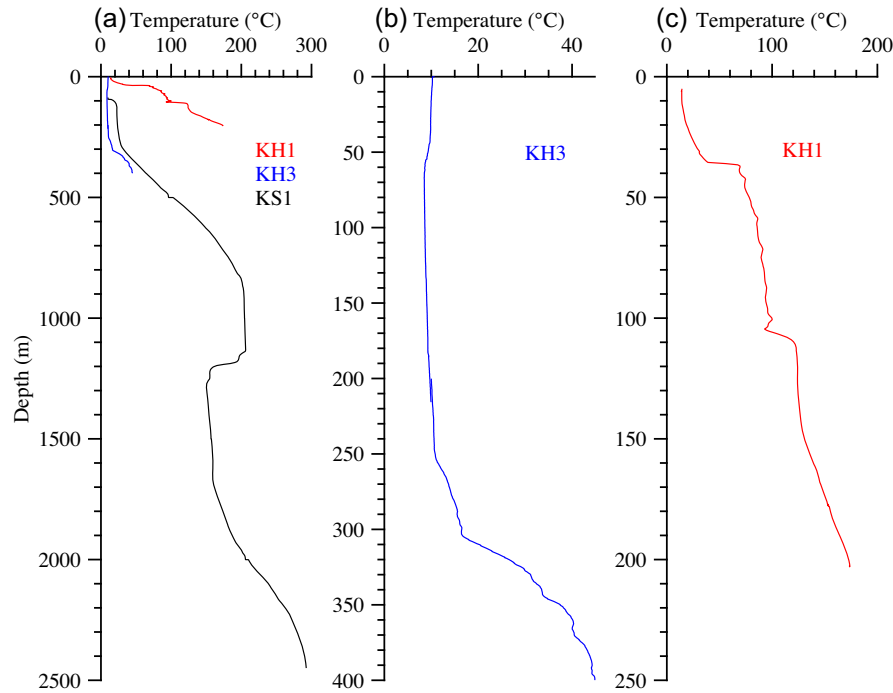 (a) Temperature (°C)
0 100 200 300
0
500
1000
1500
2000
2500
Depth (m)
KH1
KH3
KS1
(b) Temperature (°C)
0 20 40
0
50
100
150
200
250
300
350
400
KH3
(c) Temperature (°C)
0 100 200
0
50
100
150
200
250
KH1